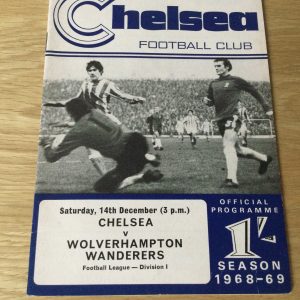 Chelsea
FOOTBALL CLUB
Saturday, 14th December (3 p.m.)
CHELSEA
v
WOLVERHAMPTON
WANDERERS
Football League — Division I
OFFICIAL
PROGRAMME
1/-
SEASON
1968-69